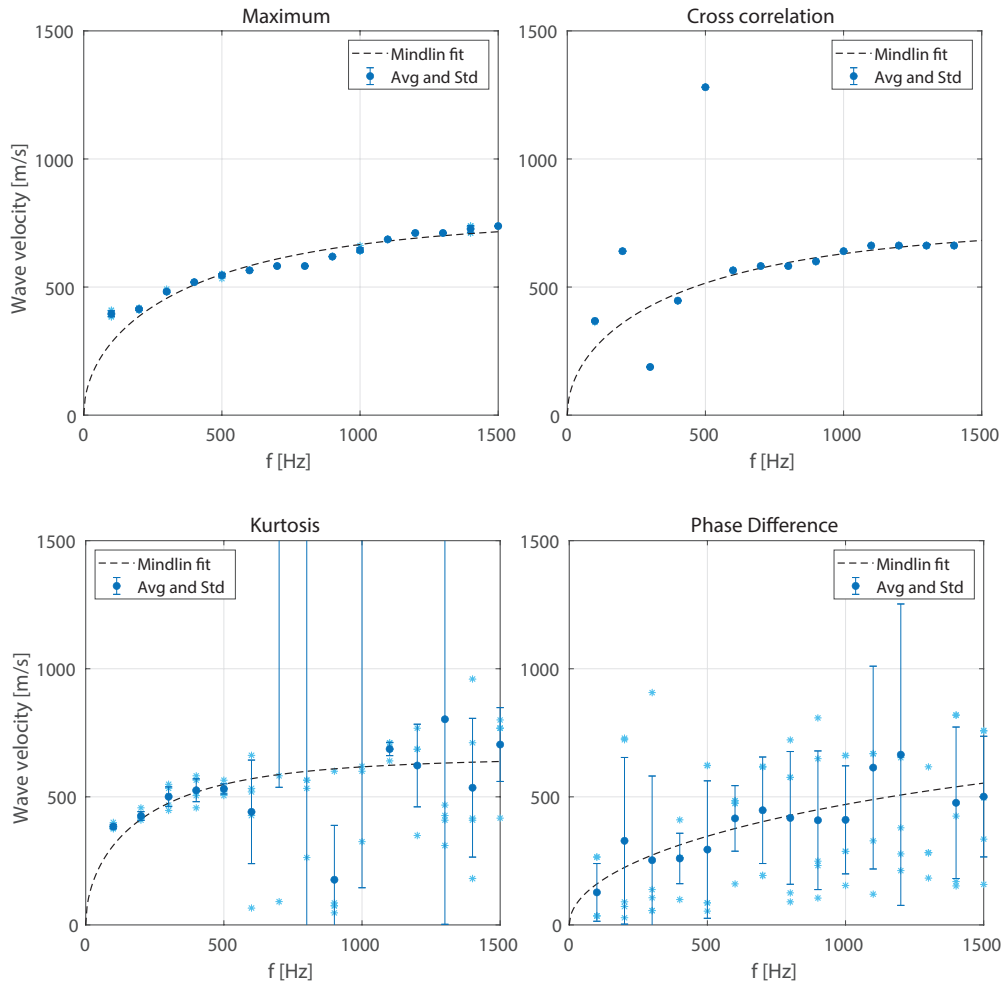 Maximum
1500
1000
500
0
Wave velocity [m/s]
Mindlin fit
Avg and Std
0 500 1000 1500
f [Hz]
Cross correlation
1500
1000
500
0
Mindlin fit
Avg and Std
0 500 1000 1500
f [Hz]
Kurtosis
1500
1000
500
0
Wave velocity [m/s]
Mindlin fit
Avg and Std
0 500 1000 1500
f [Hz]
Phase Difference
1500
1000
500
0
Mindlin fit
Avg and Std
0 500 1000 1500
f [Hz]